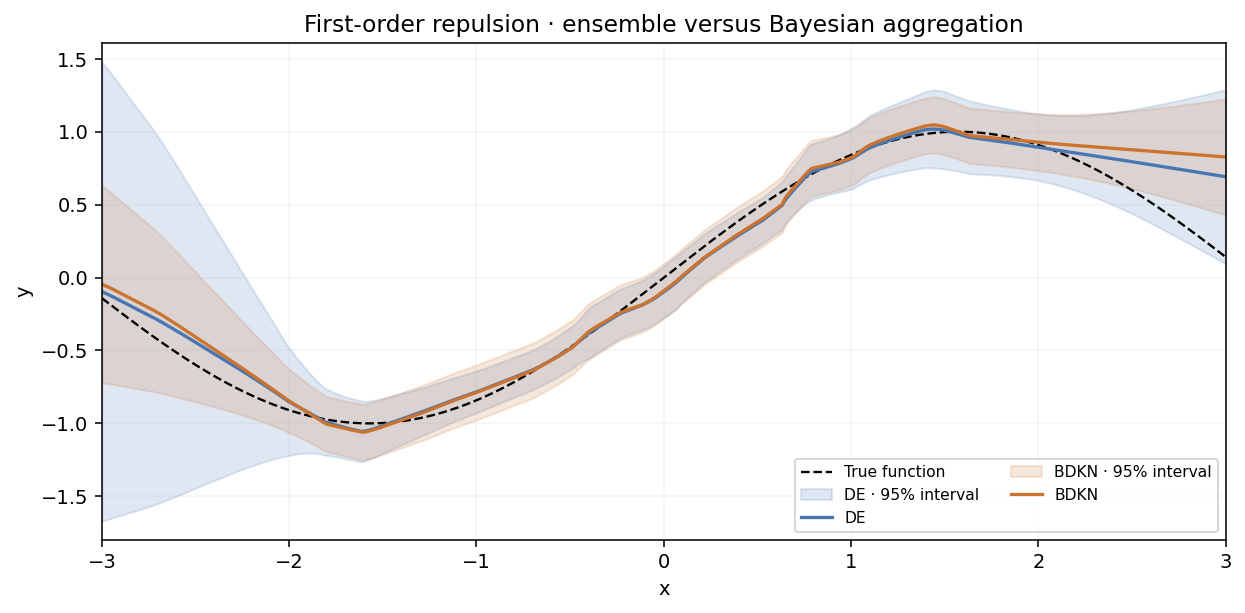 First-order repulsion · ensemble versus Bayesian aggregation
y
1.5
1.0
0.5
0.0
−0.5
−1.0
−1.5
True function
DE · 95% interval
DE
BDKN · 95% interval
BDKN
−3
−2
−1
0
1
2
3
x